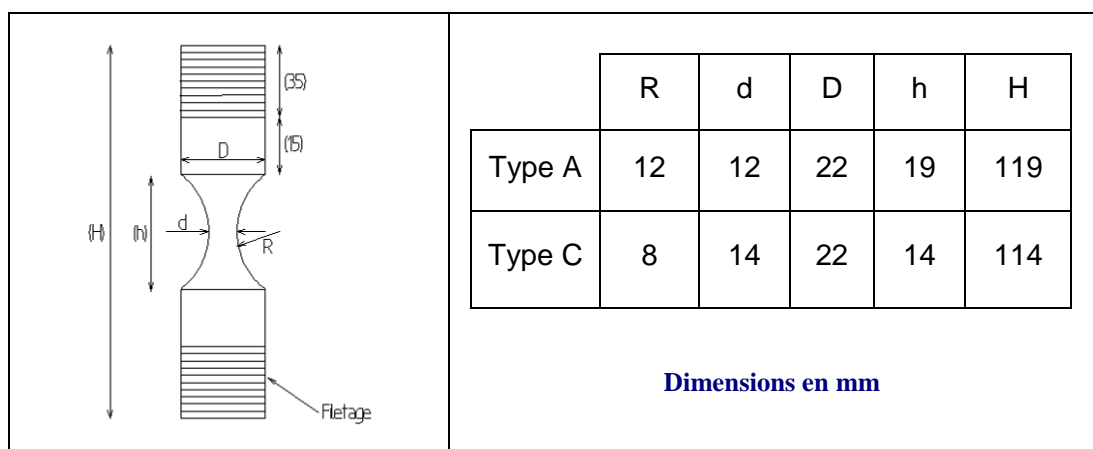 (35)
(15)
D
(H)
(h)
d
R
Filetage
R d D h H
Type A 12 12 22 19 119
Type C 8 14 22 14 114
Dimensions en mm